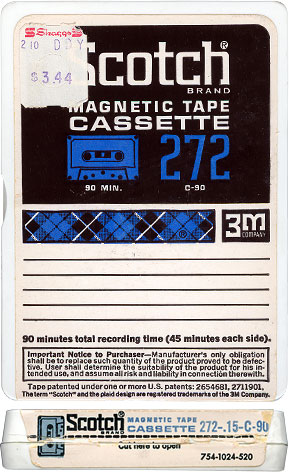 Skaggs
210 DDY
$3.44
Scotch®
BRAND
MAGNETIC TAPE
CASSETTE
272
90 MIN.
C-90
®
3M
COMPANY
90 minutes total recording time (45 minutes each side).
Important Notice to Purchaser—Manufacturer's only obligation
shall be to replace such quantity of the product proved to be defec-
tive. User shall determine the suitability of the product for his in-
tended use, and assume all risk and liability in connection therewith.
Tape patented under one or more U.S. patents: 2654681, 2711901.
The term "Scotch" and the plaid design are registered trademarks of the 3M Company.
Scotch®
BRAND
MAGNETIC TAPE
CASSETTE 272-.15-C-90
Cut here to open
754-1024-520